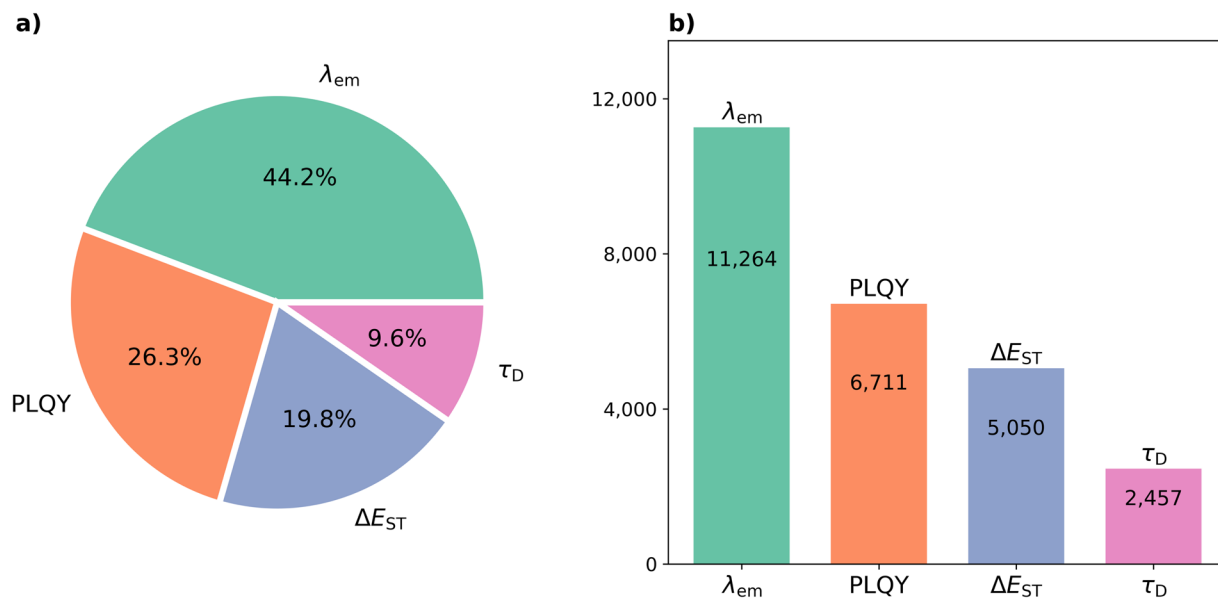 a)
λem
44.2%
26.3%
PLQY
19.8%
ΔEST
9.6%
τD
b)
12,000
8,000
4,000
0
λem
11,264
PLQY
6,711
ΔEST
5,050
τD
2,457
λem
PLQY
ΔEST
τD